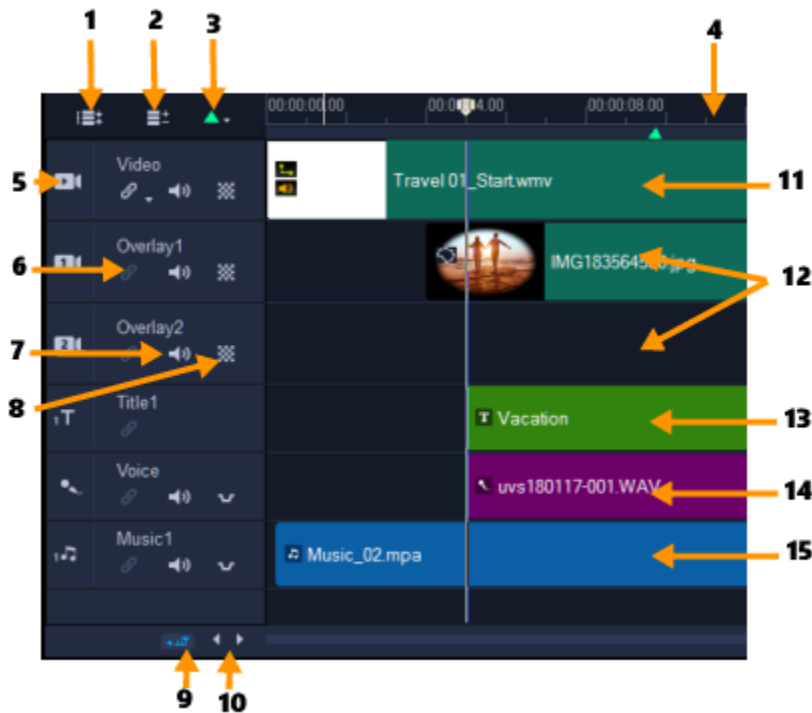 1 2 3 4
00:00:00.00 00:00:04.00 00:00:08.00
5 Video Travel 01_Start.wmv 11
6 Overlay1 IMG183564 .jpg 12
7 Overlay2
8
Title1 Vacation 13
Voice uvs180117-001.WAV 14
Music1 Music_02.mpa 15
9 10